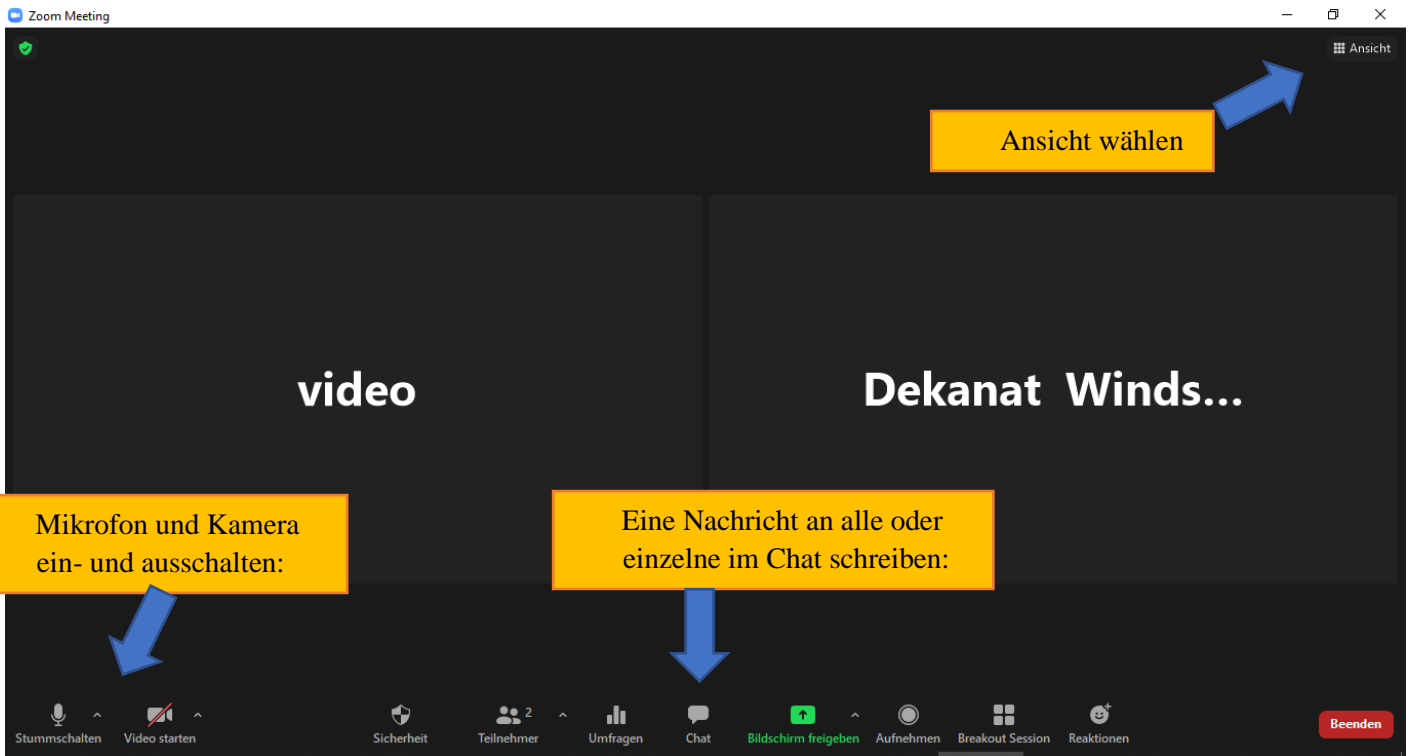 Zoom Meeting
Ansicht
Ansicht wählen
video
Dekanat Winds...
Mikrofon und Kamera
ein- und ausschalten:
Eine Nachricht an alle oder
einzelne im Chat schreiben:
2
Stummschalten Video starten Sicherheit Teilnehmer Umfragen Chat Bildschirm freigeben Aufnehmen Breakout Session Reaktionen Beenden